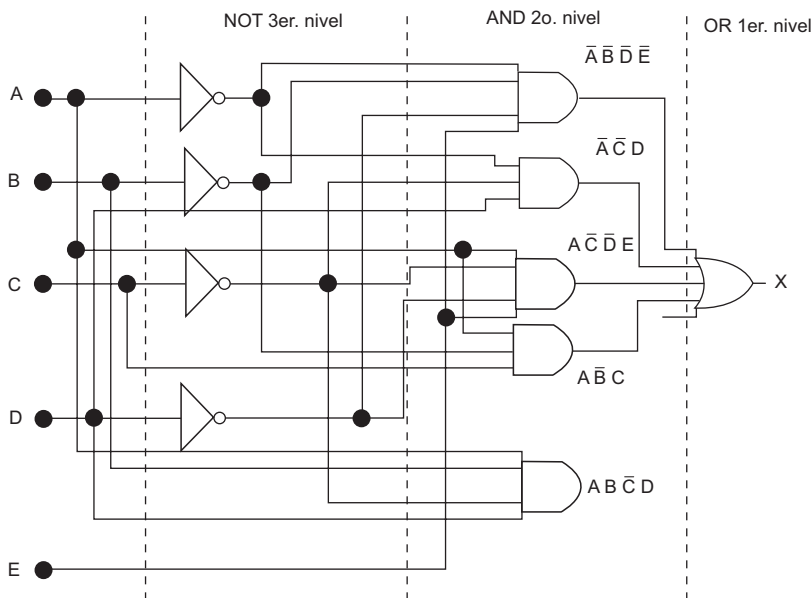 NOT 3er. nivel
AND 2o. nivel
OR 1er. nivel
A̅ B̅ D̅ E̅
A
A̅ C̅ D
B
A C̅ D̅ E
C
X
A B̅ C
D
A B C̅ D
E